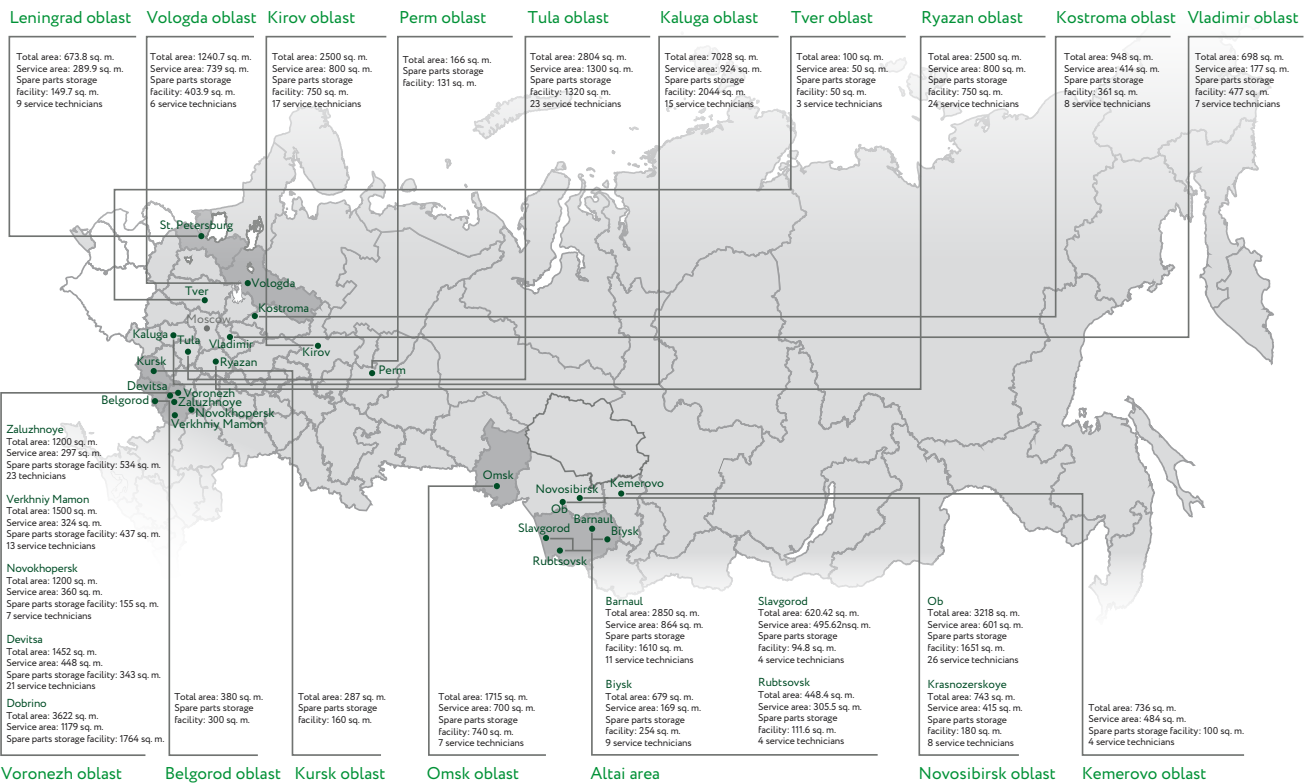 Leningrad oblast
Total area: 673.8 sq. m.
Service area: 289.9 sq. m.
Spare parts storage
facility: 149.7 sq. m.
9 service technicians
Vologda oblast
Total area: 1240.7 sq. m.
Service area: 739 sq. m.
Spare parts storage
facility: 403.9 sq. m.
6 service technicians
Kirov oblast
Total area: 2500 sq. m.
Service area: 800 sq. m.
Spare parts storage
facility: 750 sq. m.
17 service technicians
Perm oblast
Total area: 166 sq. m.
Spare parts storage
facility: 131 sq. m.
Tula oblast
Total area: 2804 sq. m.
Service area: 1300 sq. m.
Spare parts storage
facility: 1320 sq. m.
23 service technicians
Kaluga oblast
Total area: 7028 sq. m.
Service area: 924 sq. m.
Spare parts storage
facility: 2044 sq. m.
15 service technicians
Tver oblast
Total area: 100 sq. m.
Service area: 50 sq. m.
Spare parts storage
facility: 50 sq. m.
3 service technicians
Ryazan oblast
Total area: 2500 sq. m.
Service area: 800 sq. m.
Spare parts storage
facility: 750 sq. m.
24 service technicians
Kostroma oblast
Total area: 948 sq. m.
Service area: 414 sq. m.
Spare parts storage
facility: 361 sq. m.
8 service technicians
Vladimir oblast
Total area: 698 sq. m.
Service area: 177 sq. m.
Spare parts storage
facility: 477 sq. m.
7 service technicians
St. Petersburg
Vologda
Tver
Kostroma
Moscow
Kaluga
Tula
Vladimir
Kirov
Kursk
Ryazan
Perm
Devitsa
Voronezh
Belgorod
Zaluzhnoye
Novokhopersk
Verkhniy Mamon
Omsk
Novosibirsk
Kemerovo
Ob
Slavgorod
Barnaul
Biysk
Rubtsovsk
Zaluzhnoye
Total area: 1200 sq. m.
Service area: 297 sq. m.
Spare parts storage facility: 534 sq. m.
23 technicians
Verkhniy Mamon
Total area: 1500 sq. m.
Service area: 324 sq. m.
Spare parts storage facility: 437 sq. m.
13 service technicians
Novokhopersk
Total area: 1200 sq. m.
Service area: 360 sq. m.
Spare parts storage facility: 155 sq. m.
7 service technicians
Devitsa
Total area: 1452 sq. m.
Service area: 448 sq. m.
Spare parts storage facility: 343 sq. m.
21 service technicians
Dobrino
Total area: 3622 sq. m.
Service area: 1179 sq. m.
Spare parts storage facility: 1764 sq. m.
Voronezh oblast
Total area: 380 sq. m.
Spare parts storage
facility: 300 sq. m.
Belgorod oblast
Total area: 287 sq. m.
Spare parts storage
facility: 160 sq. m.
Kursk oblast
Total area: 1715 sq. m.
Service area: 700 sq. m.
Spare parts storage
facility: 740 sq. m.
7 service technicians
Omsk oblast
Barnaul
Total area: 2850 sq. m.
Service area: 864 sq. m.
Spare parts storage
facility: 1610 sq. m.
11 service technicians
Biysk
Total area: 679 sq. m.
Service area: 169 sq. m.
Spare parts storage
facility: 254 sq. m.
9 service technicians
Slavgorod
Total area: 620.42 sq. m.
Service area: 495.62nsq. m.
Spare parts storage
facility: 94.8 sq. m.
4 service technicians
Rubtsovsk
Total area: 448.4 sq. m.
Service area: 305.5 sq. m.
Spare parts storage
facility: 111.6 sq. m.
4 service technicians
Altai area
Ob
Total area: 3218 sq. m.
Service area: 601 sq. m.
Spare parts storage
facility: 1651 sq. m.
26 service technicians
Krasnozerskoye
Total area: 743 sq. m.
Service area: 415 sq. m.
Spare parts storage
facility: 180 sq. m.
8 service technicians
Novosibirsk oblast
Total area: 736 sq. m.
Service area: 484 sq. m.
Spare parts storage facility: 100 sq. m.
4 service technicians
Kemerovo oblast